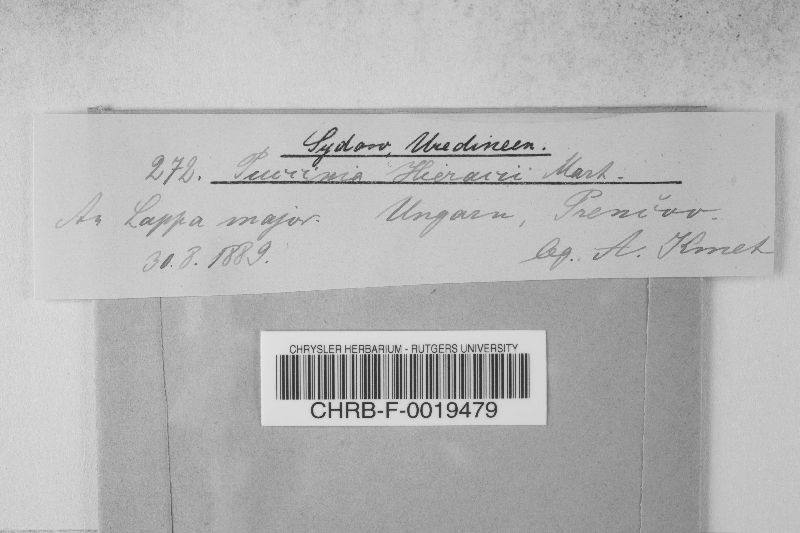 Sydow, Uredineen.
272. Puccinia Hieracii Mart.
An Lappa major. Ungarn, Prenčov.
30.8.1889. leg. A. Kmet
CHRYSLER HERBARIUM - RUTGERS UNIVERSITY
CHRB-F-0019479